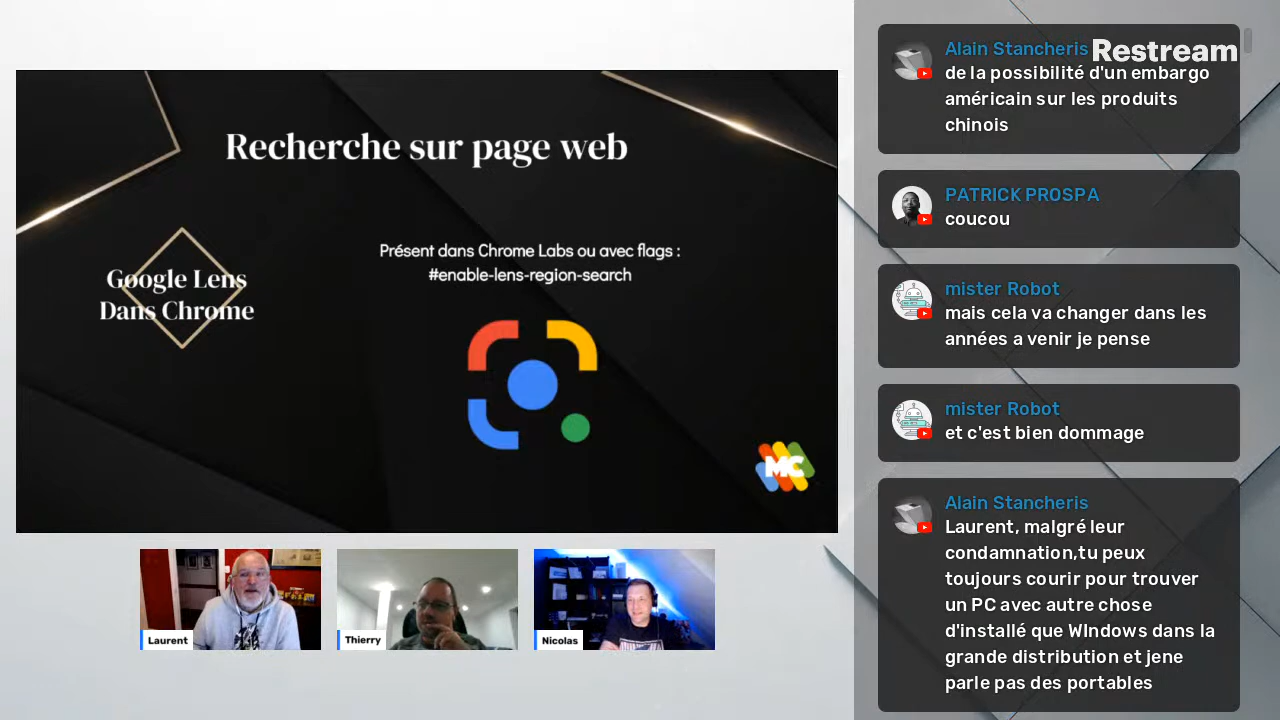 Recherche sur page web
Google Lens
Dans Chrome
Présent dans Chrome Labs ou avec flags :
#enable-lens-region-search
MC
Laurent
Thierry
Nicolas
Restream
Alain Stancheris
de la possibilité d'un embargo
américain sur les produits
chinois
PATRICK PROSPA
coucou
mister Robot
mais cela va changer dans les
années a venir je pense
mister Robot
et c'est bien dommage
Alain Stancheris
Laurent, malgré leur
condamnation,tu peux
toujours courir pour trouver
un PC avec autre chose
d'installé que WIndows dans la
grande distribution et jene
parle pas des portables